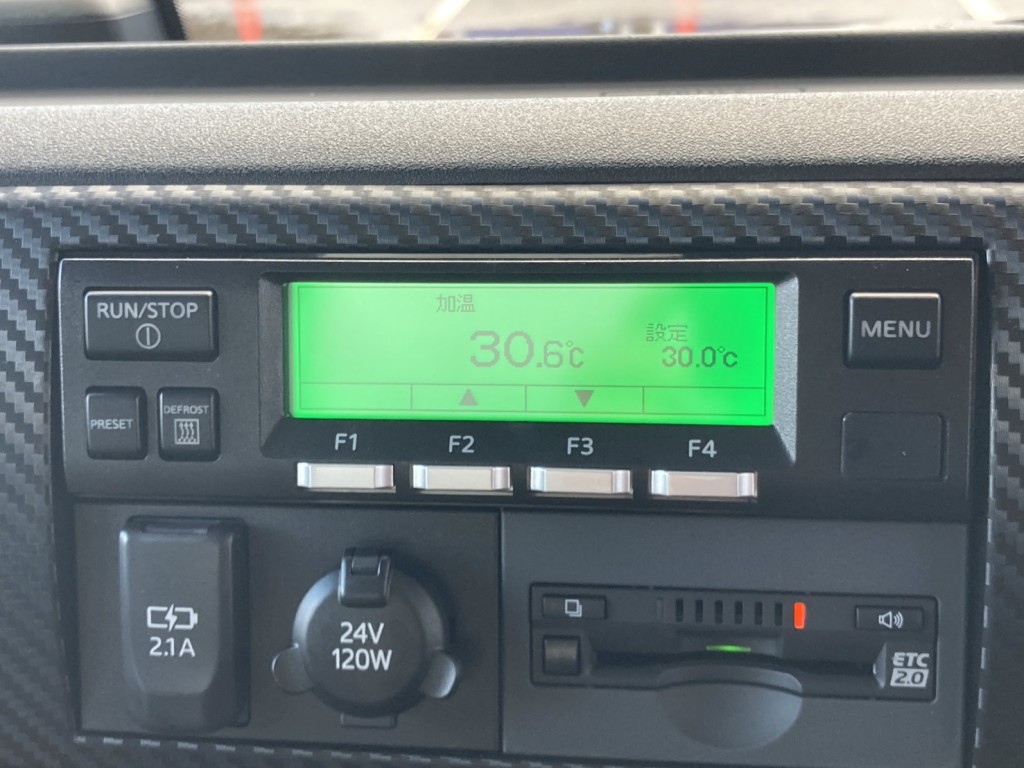 RUN/STOP
加温
30.6℃
設定
30.0℃
MENU
PRESET
DEFROST
▲
▼
F1
F2
F3
F4
2.1A
24V
120W
ETC
2.0